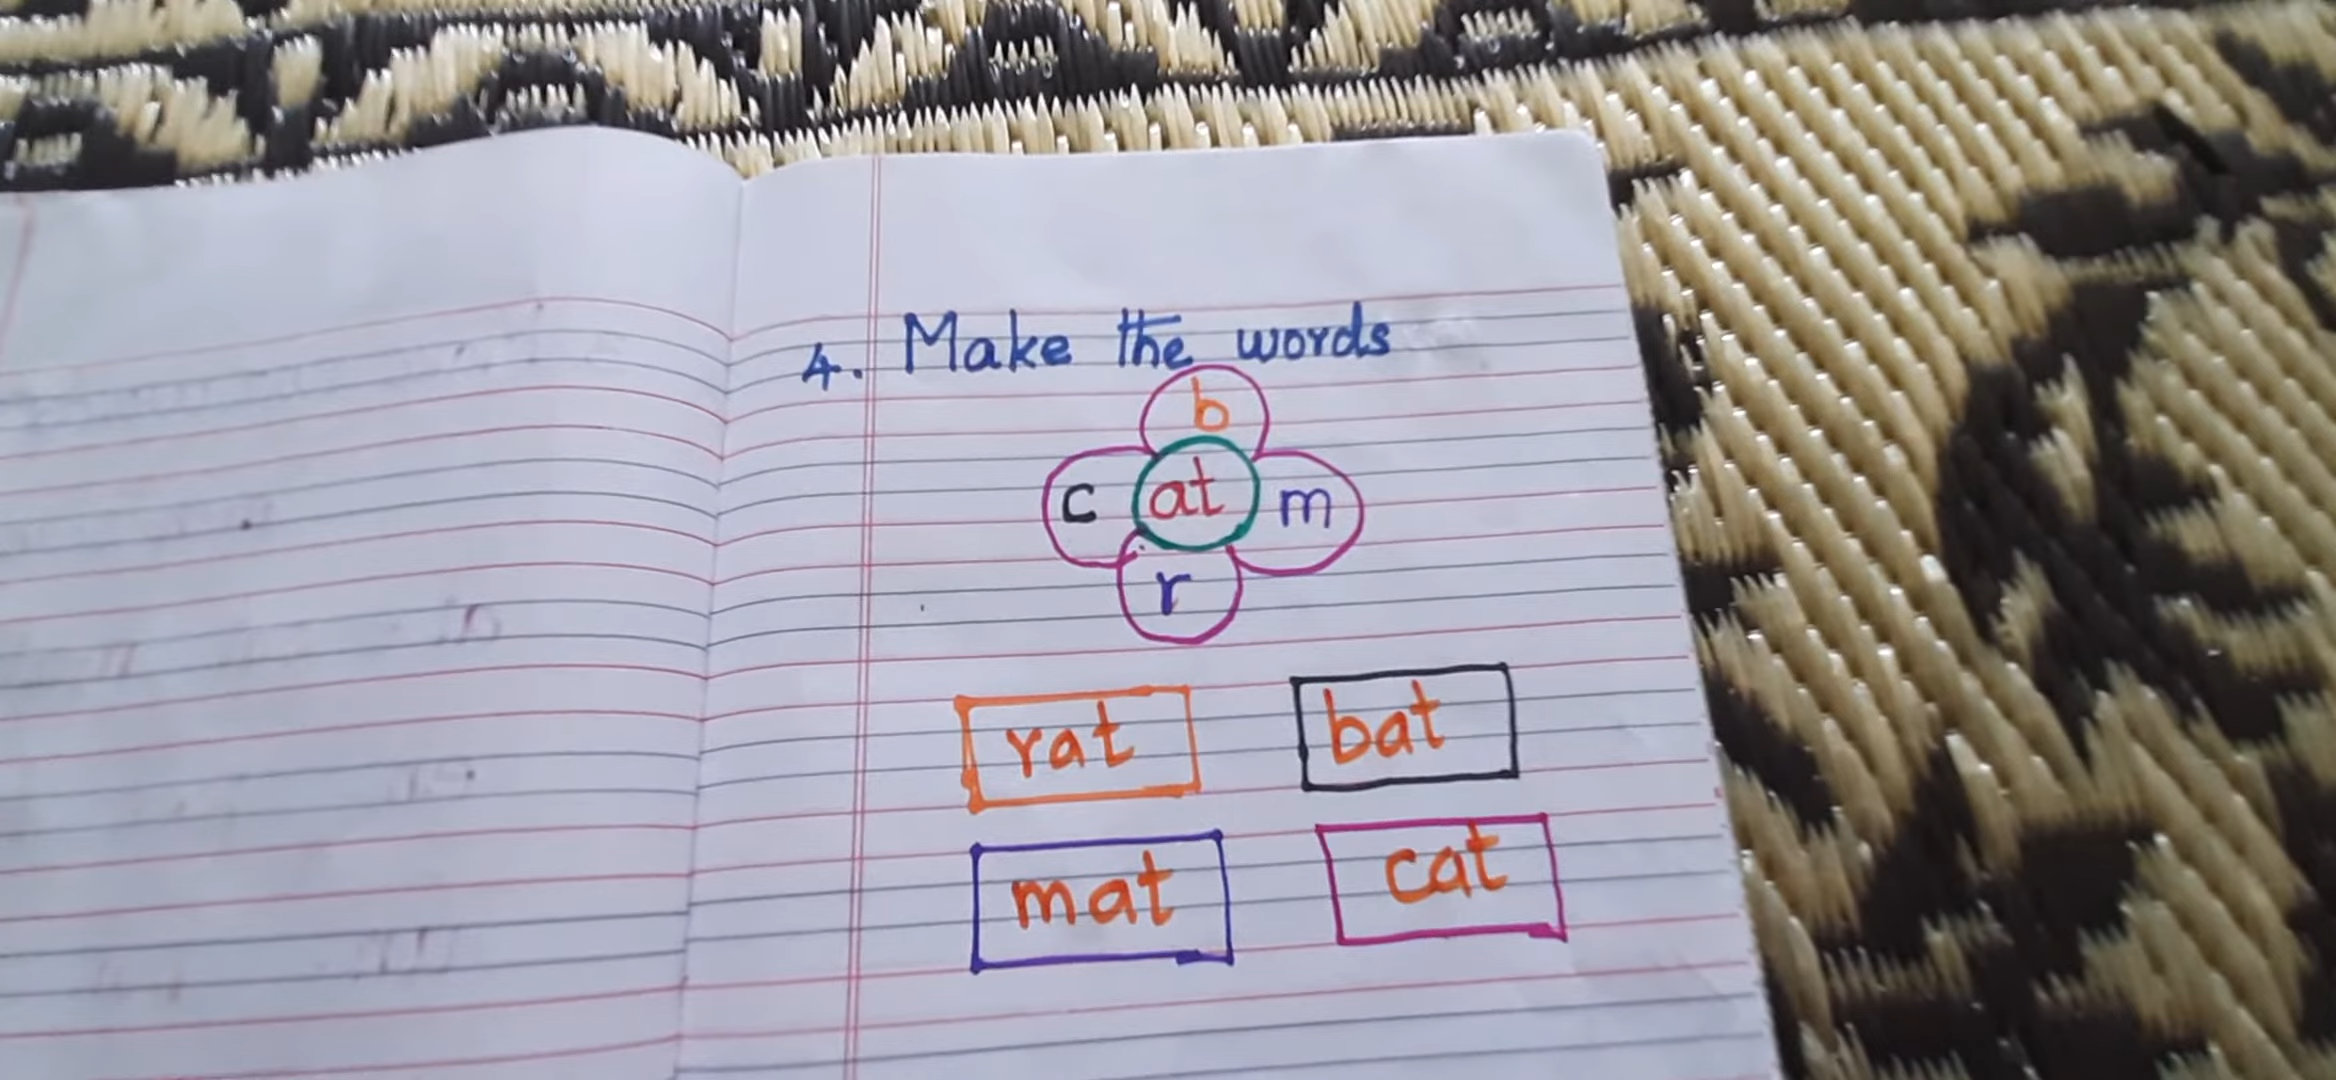 4. Make the words
b
c at m
r
rat bat
mat cat